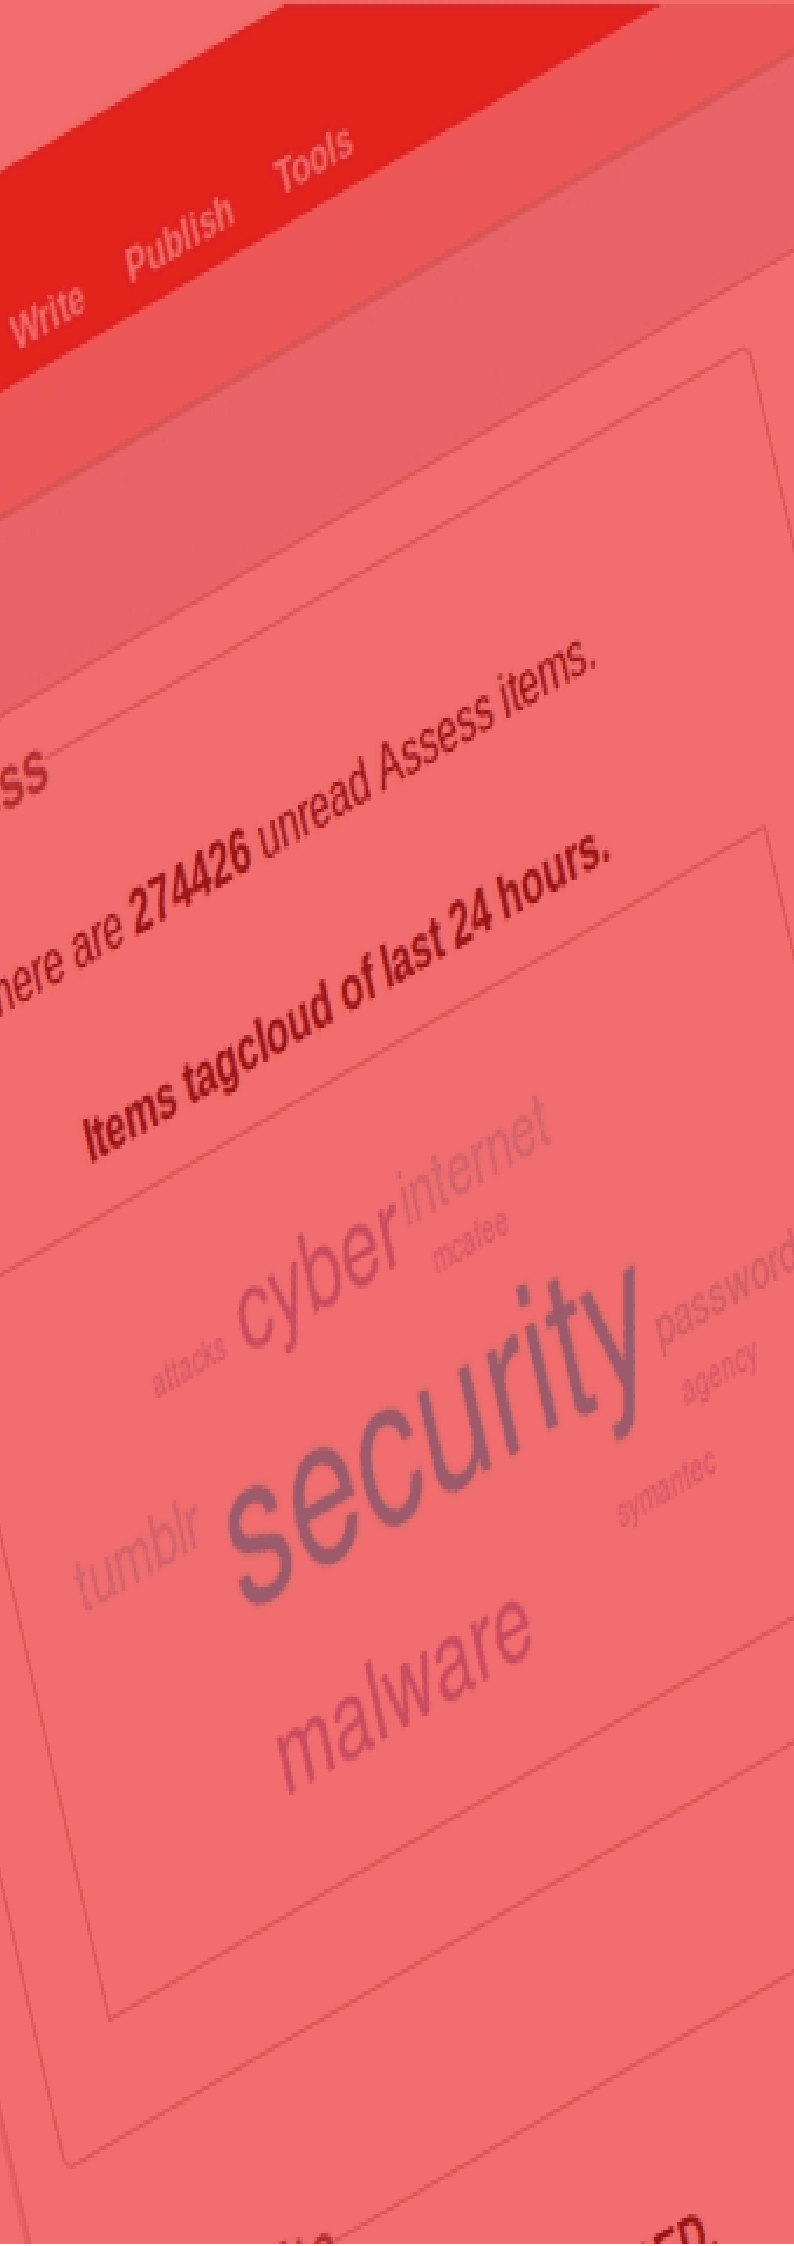 Write Publish Tools
ss
here are 274426 unread Assess items.
Items tagcloud of last 24 hours.
internet
cyber
mcafee
attacks
password
security
agency
tumblr
symantec
malware